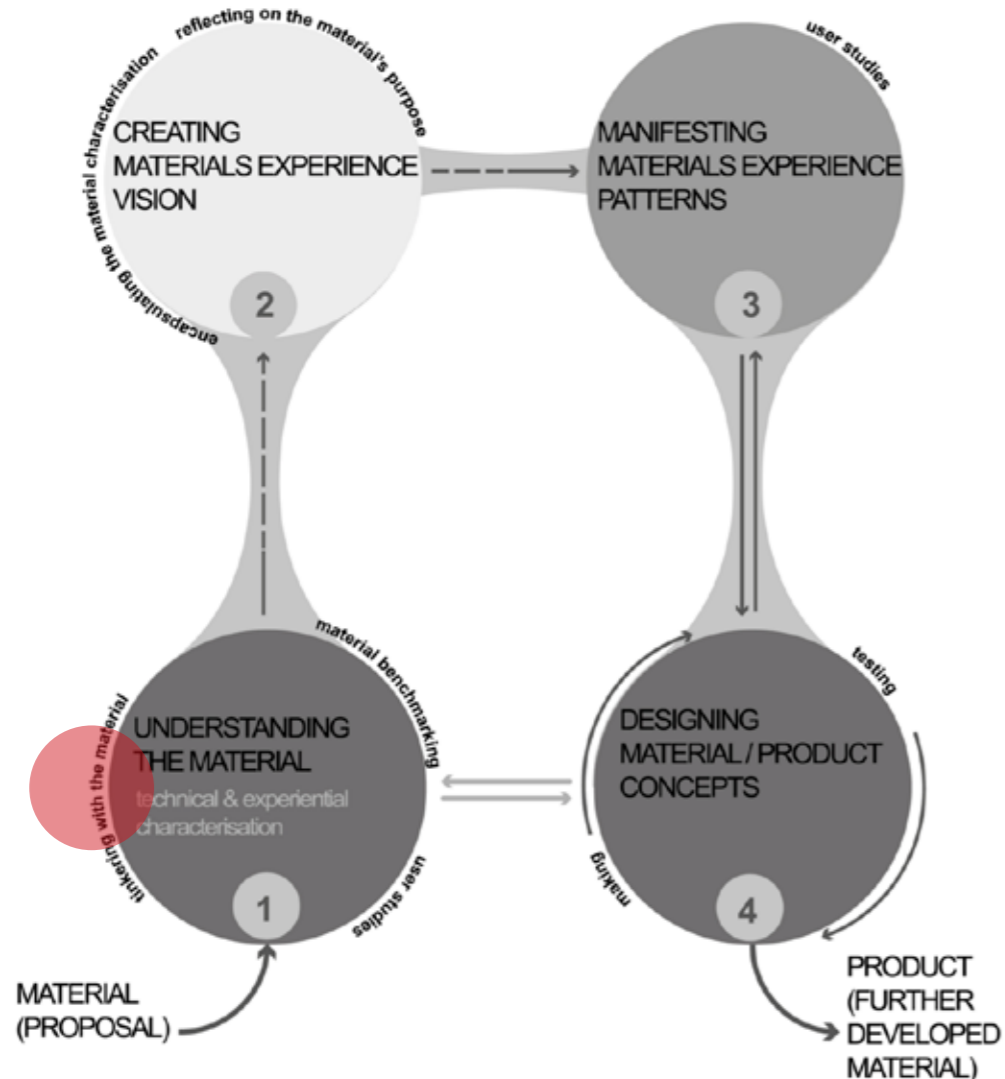 reflecting on the material's purpose
encapsulating the material characterisation
CREATING
MATERIALS EXPERIENCE
VISION
2
user studies
MANIFESTING
MATERIALS EXPERIENCE
PATTERNS
3
material benchmarking
tinkering with the material
UNDERSTANDING
THE MATERIAL
technical & experiential
characterisation
user studies
1
testing
DESIGNING
MATERIAL / PRODUCT
CONCEPTS
making
4
MATERIAL
(PROPOSAL)
PRODUCT
(FURTHER
DEVELOPED
MATERIAL)